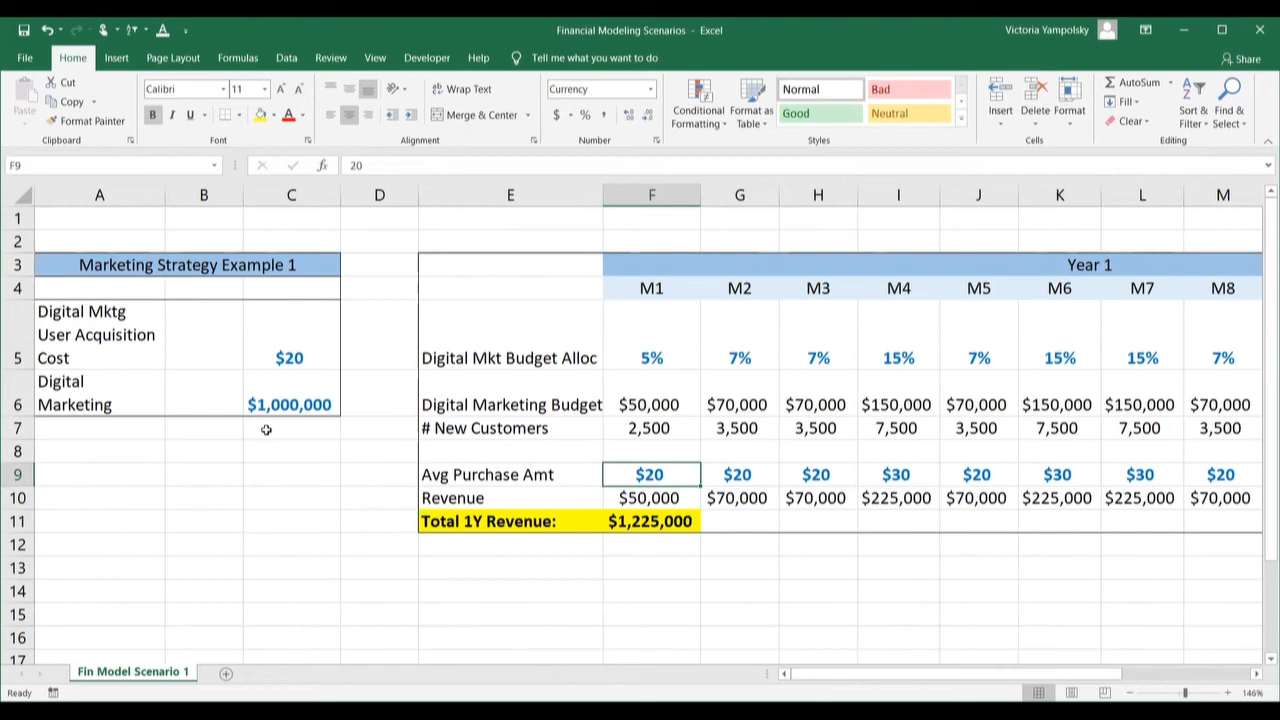 Financial Modeling Scenarios - Excel
Victoria Yampolsky
File Home Insert Page Layout Formulas Data Review View Developer Help Tell me what you want to do
Share
Paste
Cut
Copy
Format Painter
Clipboard
Calibri 11
B I U
Font
Wrap Text
Merge & Center
Alignment
Currency
$ % ,
Number
Conditional Formatting
Format as Table
Normal Bad
Good Neutral
Styles
Insert Delete Format
Cells
AutoSum
Fill
Clear
Sort & Filter
Find & Select
Editing
F9 fx 20
A B C D E F G H I J K L M
1
2
3 Marketing Strategy Example 1 Year 1
4 M1 M2 M3 M4 M5 M6 M7 M8
Digital Mktg
User Acquisition
5 Cost $20 Digital Mkt Budget Alloc 5% 7% 7% 15% 7% 15% 15% 7%
Digital
6 Marketing $1,000,000 Digital Marketing Budget $50,000 $70,000 $70,000 $150,000 $70,000 $150,000 $150,000 $70,000
7 # New Customers 2,500 3,500 3,500 7,500 3,500 7,500 7,500 3,500
8
9 Avg Purchase Amt $20 $20 $20 $30 $20 $30 $30 $20
10 Revenue $50,000 $70,000 $70,000 $225,000 $70,000 $225,000 $225,000 $70,000
11 Total 1Y Revenue: $1,225,000
12
13
14
15
16
17
Fin Model Scenario 1
Ready
146%